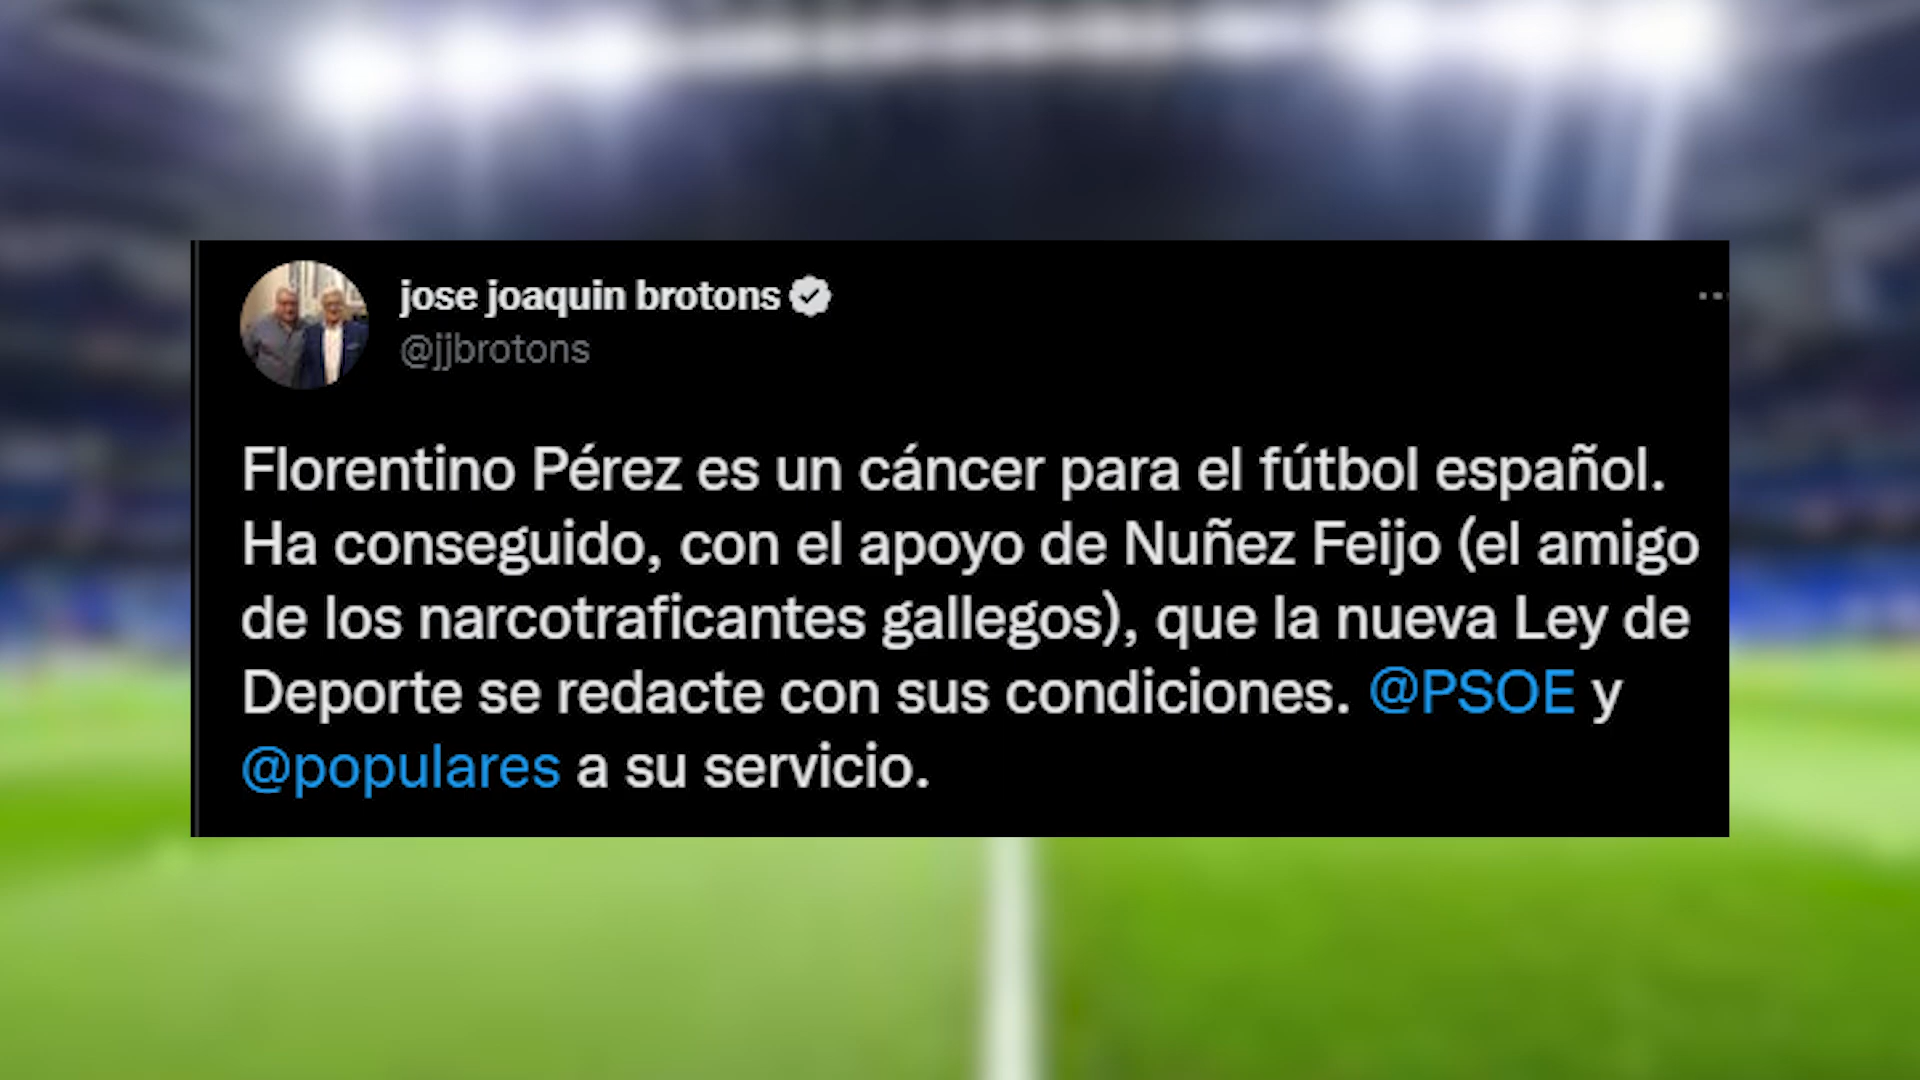 jose joaquin brotons
@jjbrotons
Florentino Pérez es un cáncer para el fútbol español.
Ha conseguido, con el apoyo de Nuñez Feijo (el amigo
de los narcotraficantes gallegos), que la nueva Ley de
Deporte se redacte con sus condiciones. @PSOE y
@populares a su servicio.